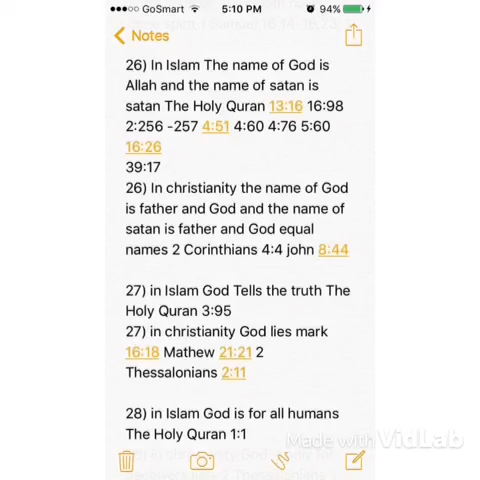 GoSmart 5:10 PM 94%
Notes
26) In Islam The name of God is
Allah and the name of satan is
satan The Holy Quran 13:16 16:98
2:256 -257 4:51 4:60 4:76 5:60
16:26
39:17
26) In christianity the name of God
is father and God and the name of
satan is father and God equal
names 2 Corinthians 4:4 john 8:44
27) in Islam God Tells the truth The
Holy Quran 3:95
27) in christianity God lies mark
16:18 Mathew 21:21 2
Thessalonians 2:11
28) in Islam God is for all humans
The Holy Quran 1:1
Made with VidLab